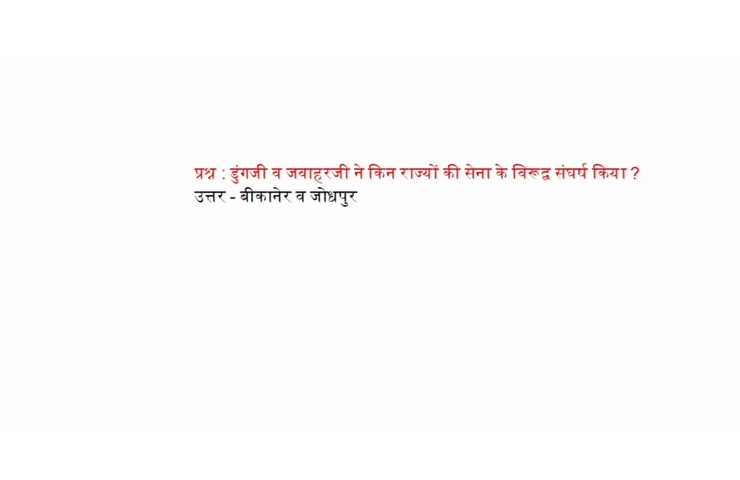 प्रश्न : डुंगजी व जवाहरजी ने किन राज्यों की सेना के विरूद्व संघर्ष किया ?
उत्तर - बीकानेर व जोधपुर